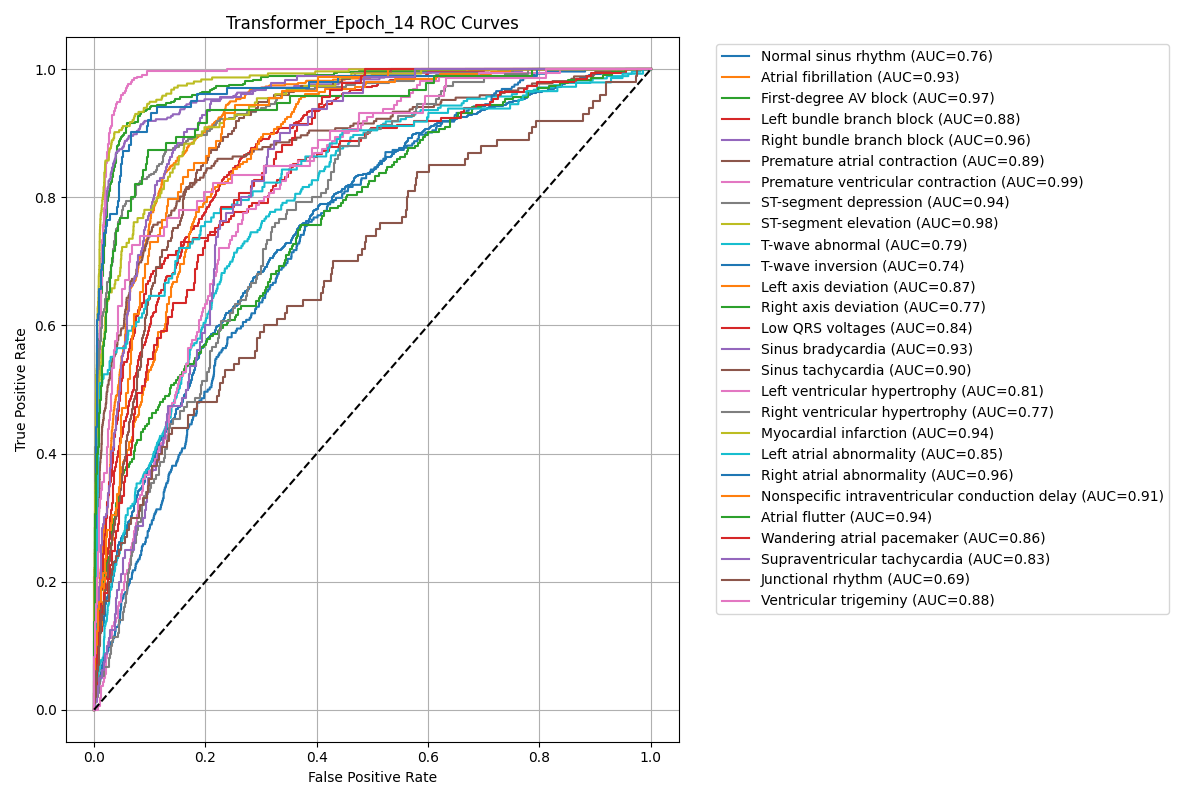 Transformer_Epoch_14 ROC Curves
True Positive Rate
1.0
0.8
0.6
0.4
0.2
0.0
0.0 0.2 0.4 0.6 0.8 1.0
False Positive Rate
Normal sinus rhythm (AUC=0.76)
Atrial fibrillation (AUC=0.93)
First-degree AV block (AUC=0.97)
Left bundle branch block (AUC=0.88)
Right bundle branch block (AUC=0.96)
Premature atrial contraction (AUC=0.89)
Premature ventricular contraction (AUC=0.99)
ST-segment depression (AUC=0.94)
ST-segment elevation (AUC=0.98)
T-wave abnormal (AUC=0.79)
T-wave inversion (AUC=0.74)
Left axis deviation (AUC=0.87)
Right axis deviation (AUC=0.77)
Low QRS voltages (AUC=0.84)
Sinus bradycardia (AUC=0.93)
Sinus tachycardia (AUC=0.90)
Left ventricular hypertrophy (AUC=0.81)
Right ventricular hypertrophy (AUC=0.77)
Myocardial infarction (AUC=0.94)
Left atrial abnormality (AUC=0.85)
Right atrial abnormality (AUC=0.96)
Nonspecific intraventricular conduction delay (AUC=0.91)
Atrial flutter (AUC=0.94)
Wandering atrial pacemaker (AUC=0.86)
Supraventricular tachycardia (AUC=0.83)
Junctional rhythm (AUC=0.69)
Ventricular trigeminy (AUC=0.88)